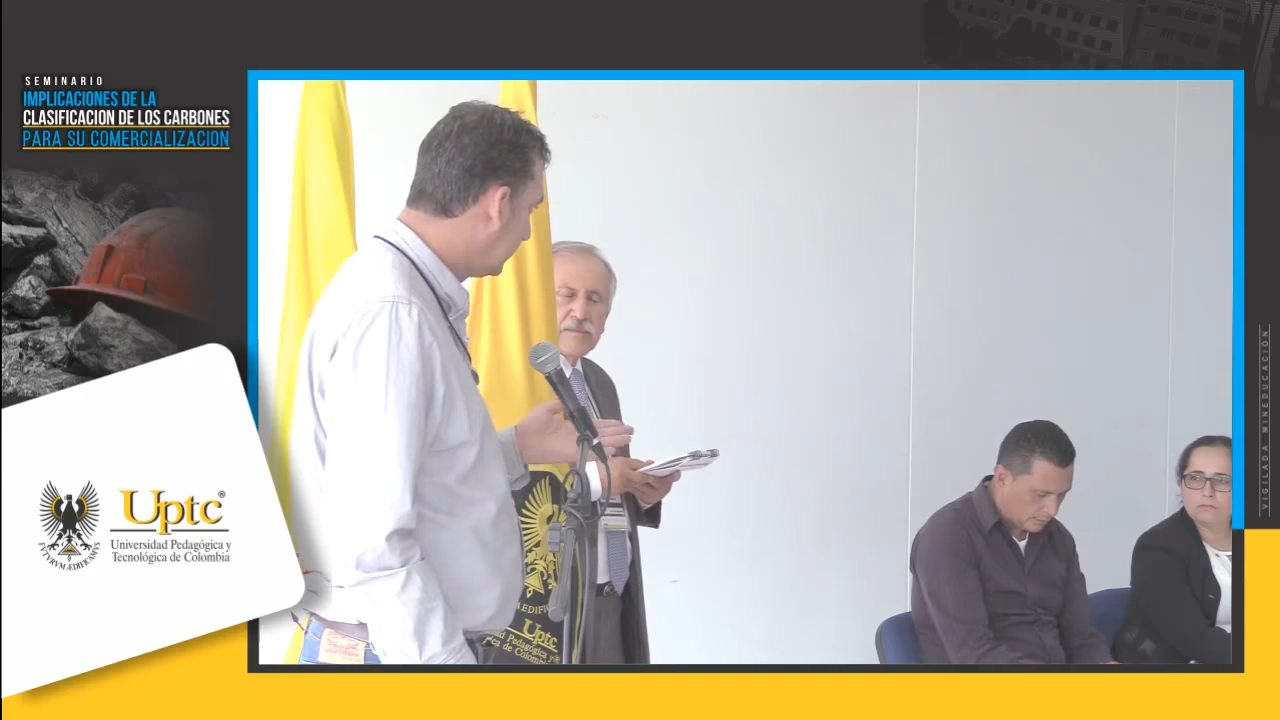 SEMINARIO
IMPLICACIONES DE LA
CLASIFICACION DE LOS CARBONES
PARA SU COMERCIALIZACION
Uptc®
Universidad Pedagógica y
Tecnológica de Colombia
VIGILADA MINEDUCACIÓN
Uptc